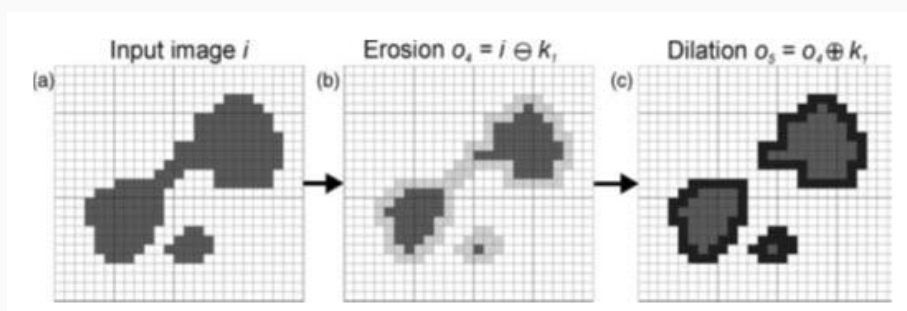 Input image i
Erosion o₄ = i ⊖ k₁
Dilation o₅ = o₄ ⊕ k₁
(a)
(b)
(c)